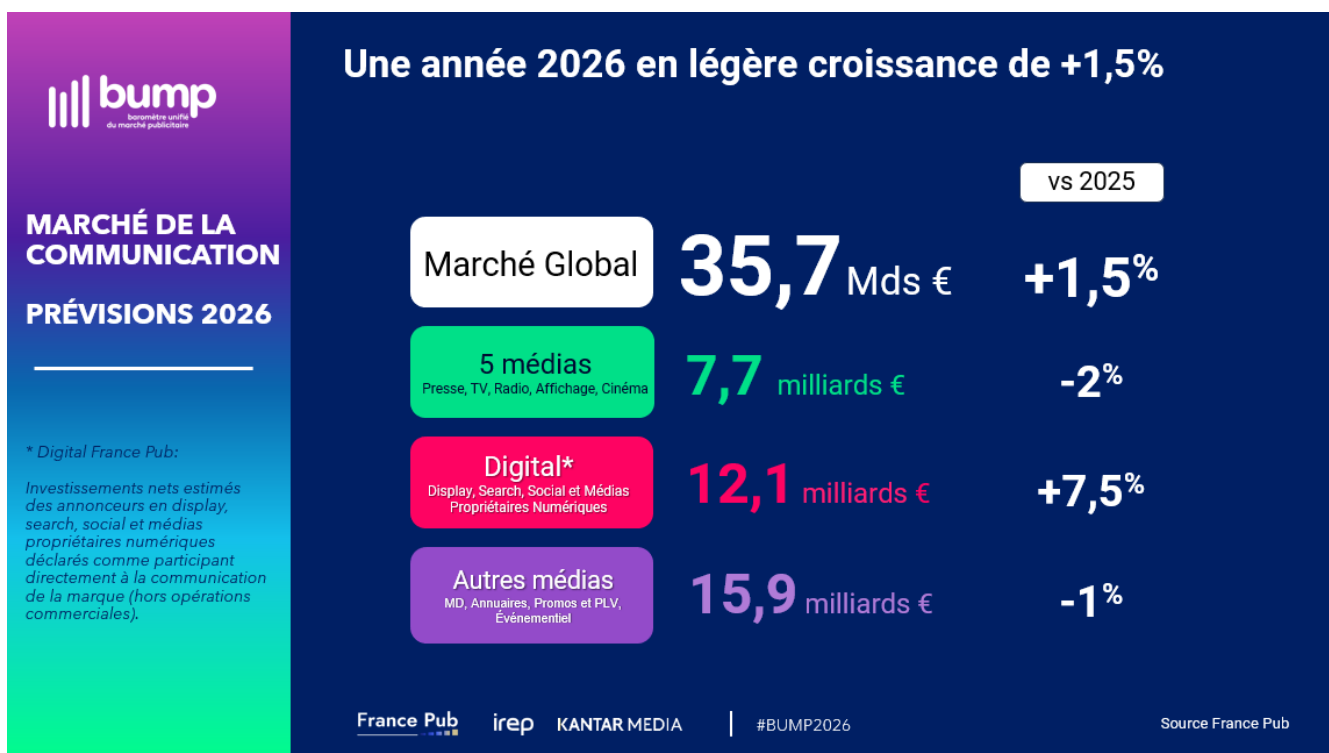 bump
baromètre unifié
du marché publicitaire
MARCHÉ DE LA
COMMUNICATION
PRÉVISIONS 2026
* Digital France Pub:
Investissements nets estimés
des annonceurs en display,
search, social et médias
propriétaires numériques
déclarés comme participant
directement à la communication
de la marque (hors opérations
commerciales).
Une année 2026 en légère croissance de +1,5%
vs 2025
Marché Global 35,7 Mds € +1,5%
5 médias
Presse, TV, Radio, Affichage, Cinéma
7,7 milliards € -2%
Digital*
Display, Search, Social et Médias
Propriétaires Numériques
12,1 milliards € +7,5%
Autres médias
MD, Annuaires, Promos et PLV,
Événementiel
15,9 milliards € -1%
France Pub irep KANTAR MEDIA #BUMP2026 Source France Pub